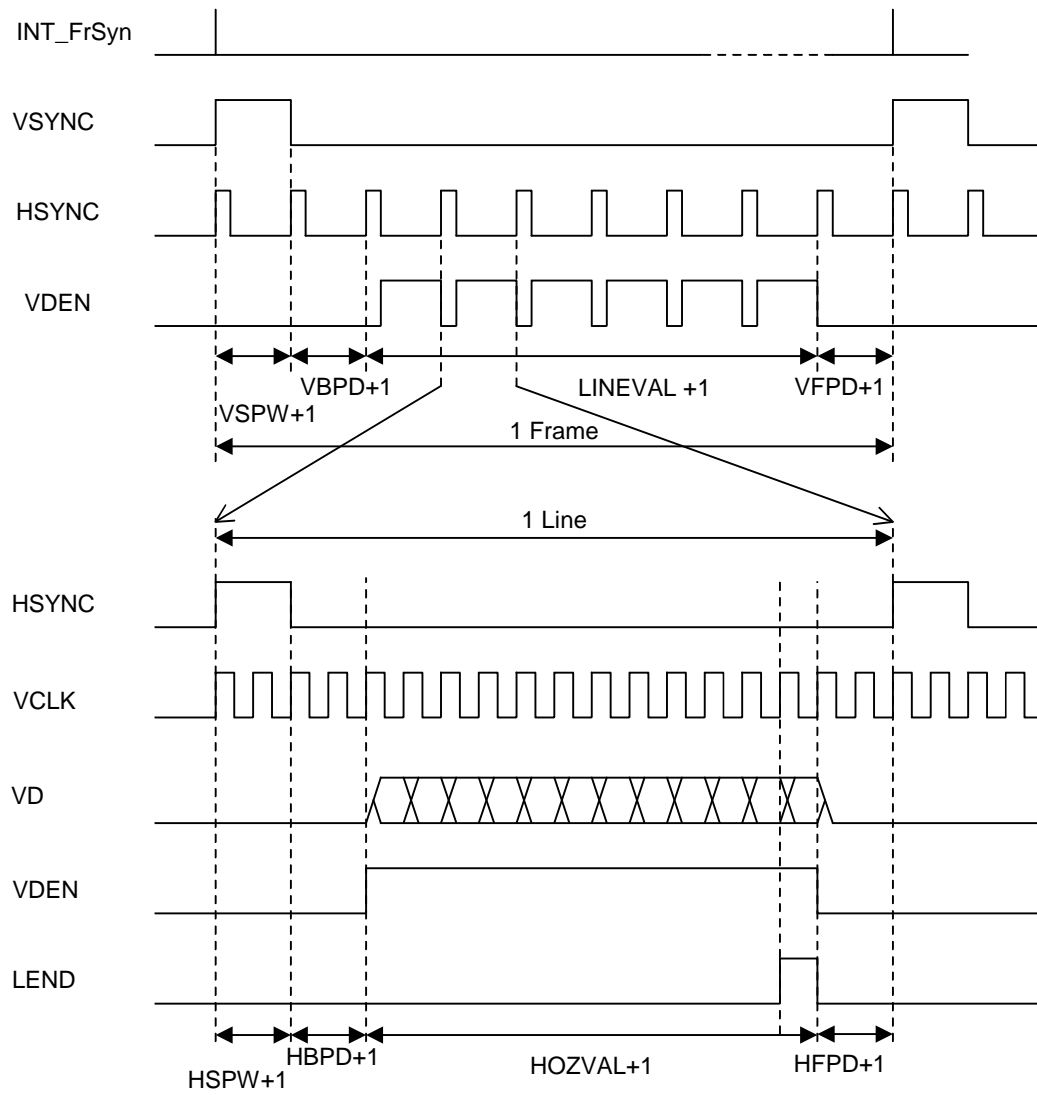 INT_FrSyn
VSYNC
HSYNC
VDEN
VBPD+1
LINEVAL +1
VFPD+1
VSPW+1
1 Frame
1 Line
HSYNC
VCLK
VD
VDEN
LEND
HBPD+1
HOZVAL+1
HFPD+1
HSPW+1